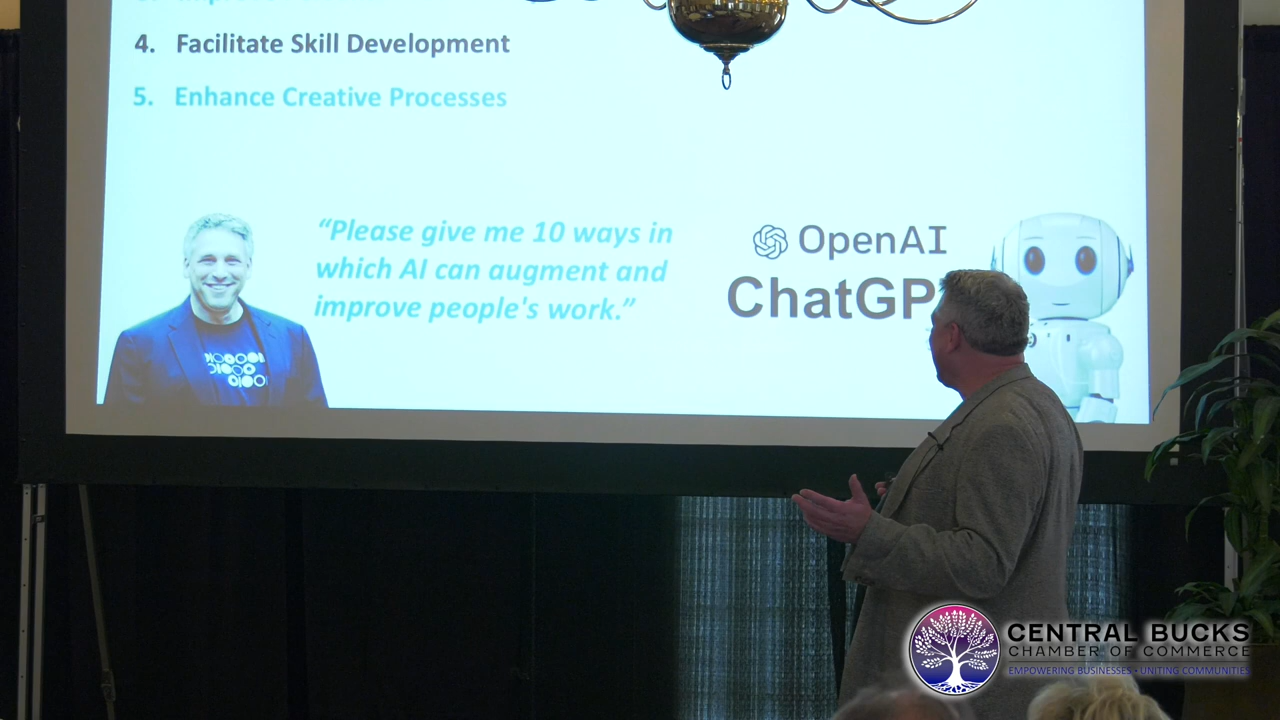 4. Facilitate Skill Development
5. Enhance Creative Processes
“Please give me 10 ways in
which AI can augment and
improve people's work.”
OpenAI
ChatGP
CENTRAL BUCKS
CHAMBER OF COMMERCE
EMPOWERING BUSINESSES • UNITING COMMUNITIES